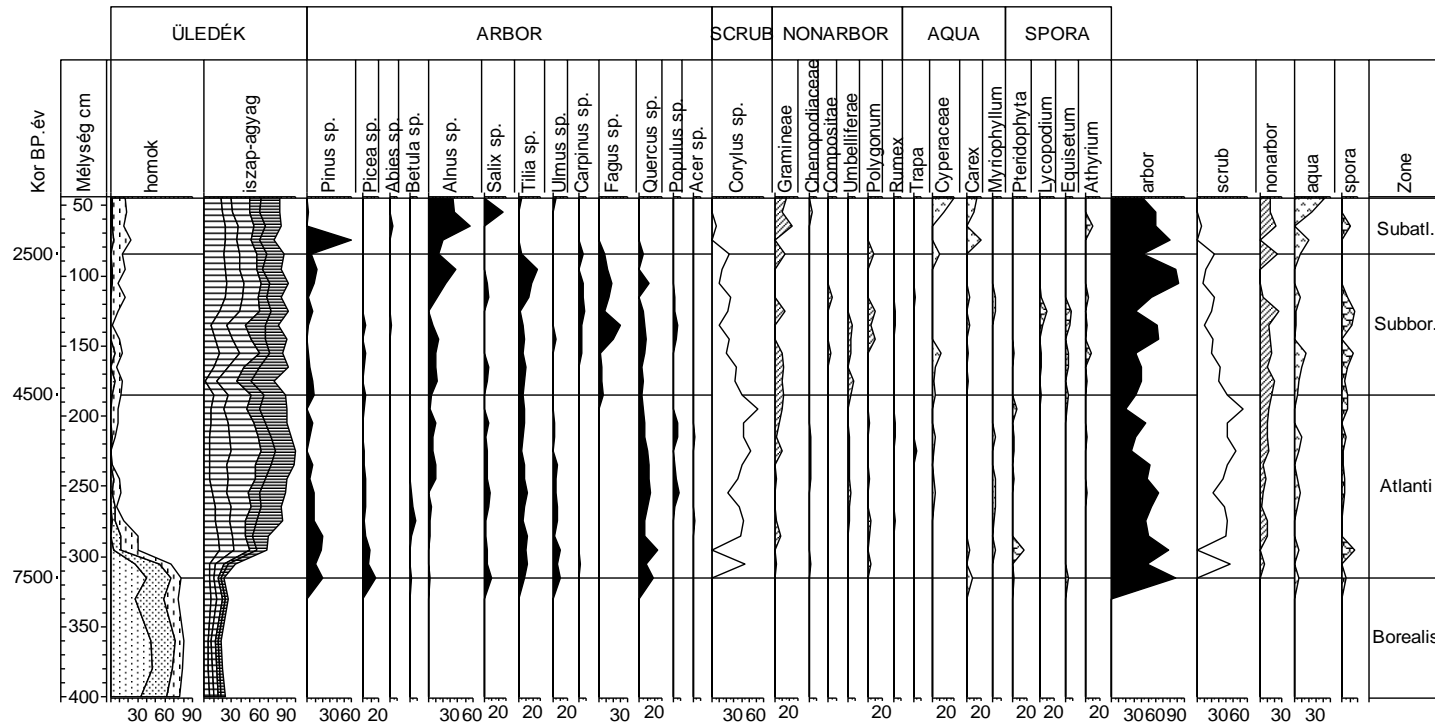 ÜLEDÉK ARBOR SCRUB NONARBOR AQUA SPORA
Kor BP.év
Mélység cm
homok
iszap-agyag
Pinus sp.
Picea sp.
Abies sp.
Betula sp.
Alnus sp.
Salix sp.
Tilia sp.
Ulmus sp.
Carpinus sp.
Fagus sp.
Quercus sp.
Populus sp.
Acer sp.
Corylus sp.
Gramineae
Chenopodiaceae
Compositae
Umbelliferae
Polygonum
Rumex
Trapa
Cyperaceae
Carex
Myriophyllum
Pteridophyta
Lycopodium
Equisetum
Athyrium
arbor
scrub
nonarbor
aqua
spora
Zone
50
Subatl.
2500
100
Subbor.
150
4500
200
250
Atlanti
300
7500
350
Borealis
400
30 60 90 30 60 90 30 60 20 20 30 60 20 20 20 30 20 20 30 60 20 20 20 20 20 20 20 20 30 60 90 30 60 30 30